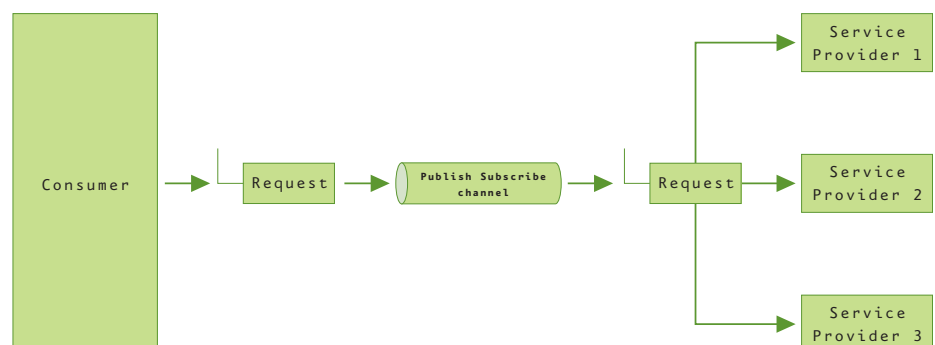 Consumer
Request
Publish Subscribe
channel
Request
Service
Provider 1
Service
Provider 2
Service
Provider 3